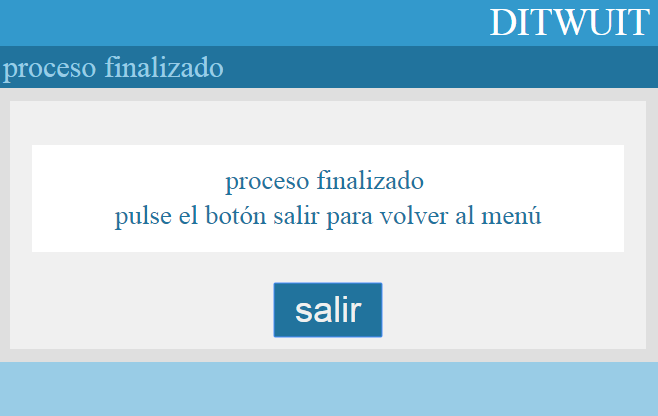 DITWUIT
proceso finalizado
proceso finalizado
pulse el botón salir para volver al menú
salir